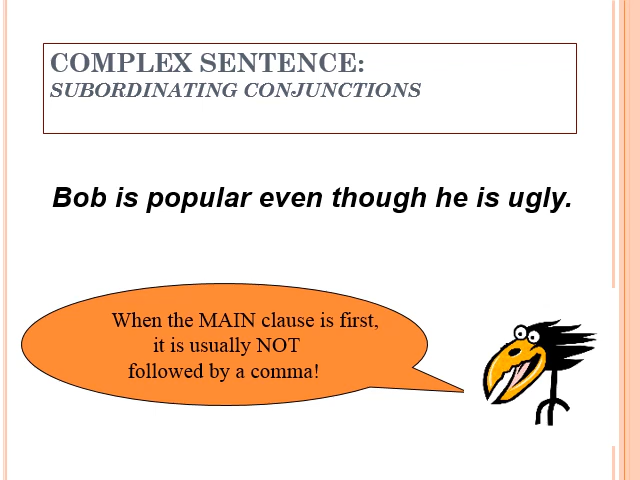 COMPLEX SENTENCE:
SUBORDINATING CONJUNCTIONS
Bob is popular even though he is ugly.
When the MAIN clause is first,
it is usually NOT
followed by a comma!